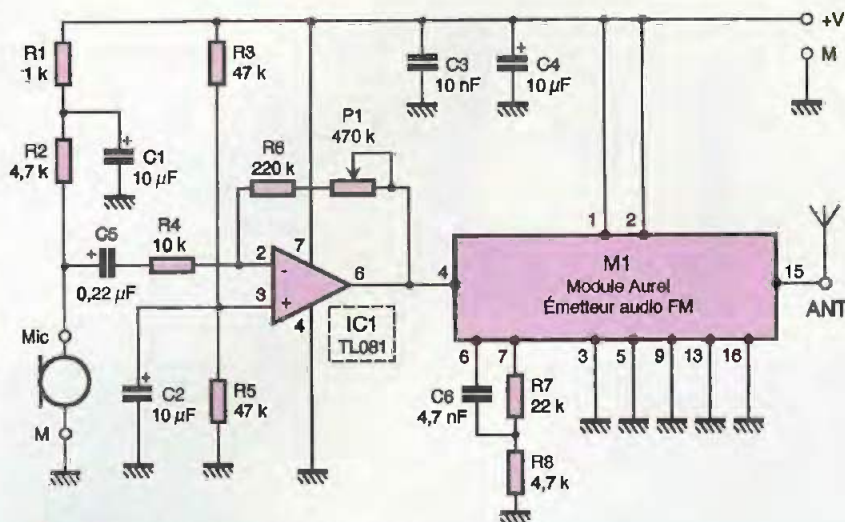 +V
M
R1
1 k
R3
47 k
C3
10 nF
C4
10 µF
R2
4,7 k
C1
10 µF
P1
470 k
R6
220 k
C5
0,22 µF
R4
10 k
2
-
7
6
3
+
4
IC1
TL081
1
2
4
M1
Module Aurel
Émetteur audio FM
15
ANT
Mic
M
C2
10 µF
R5
47 k
6
7
3
5
9
13
16
C6
4,7 nF
R7
22 k
R8
4,7 k